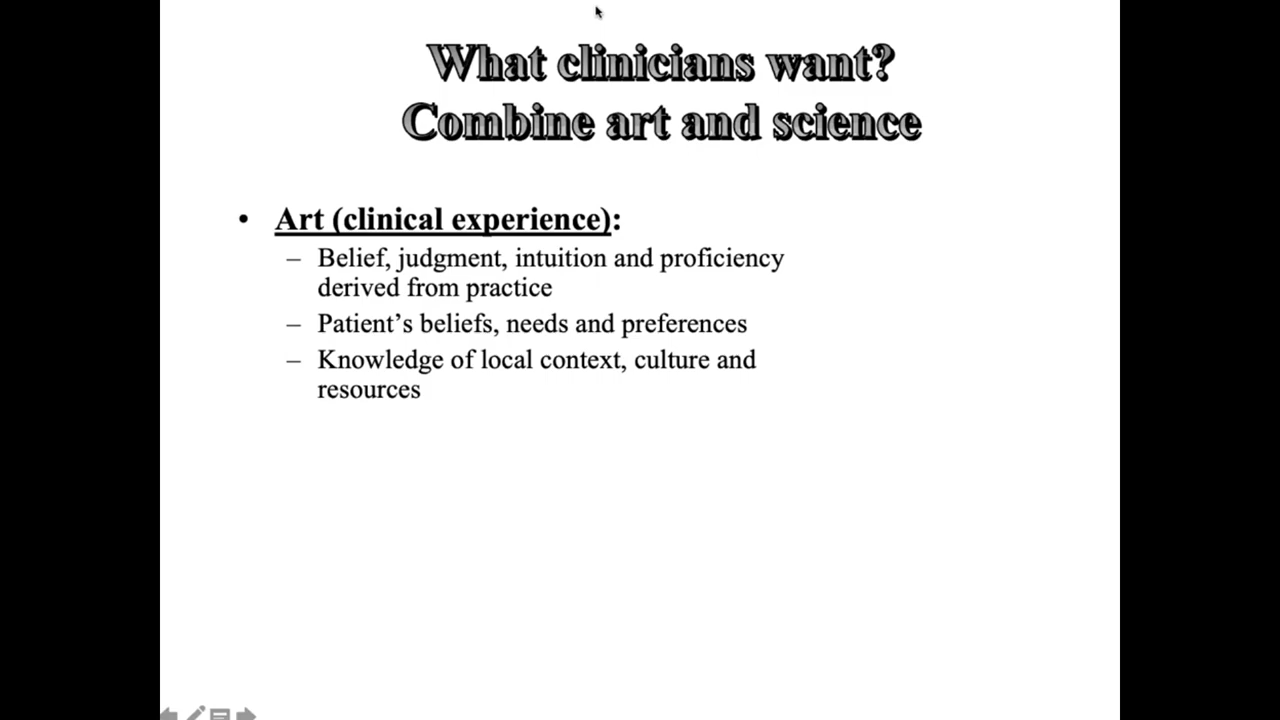 What clinicians want?
Combine art and science
• Art (clinical experience):
– Belief, judgment, intuition and proficiency
derived from practice
– Patient’s beliefs, needs and preferences
– Knowledge of local context, culture and
resources